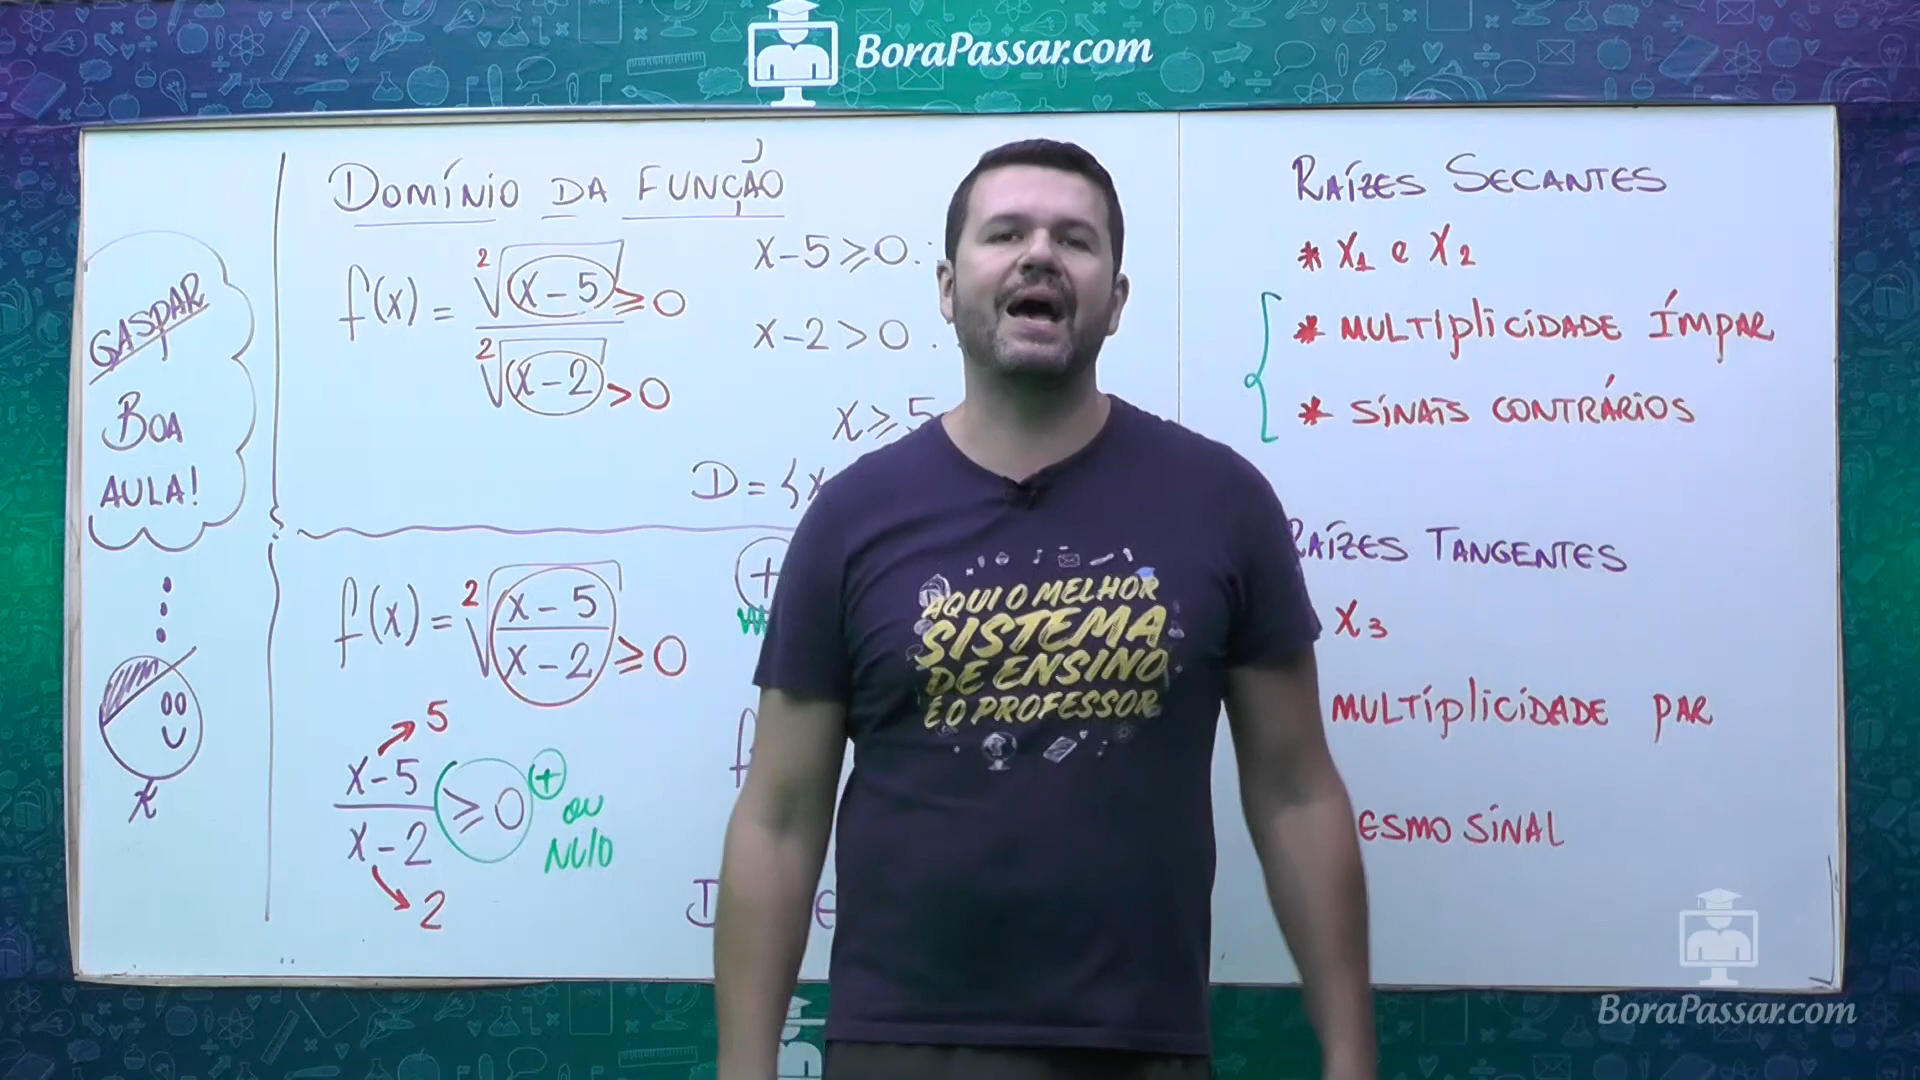 BoraPassar.com
GASPAR
BOA
AULA!
DOMÍNIO DA FUNÇÃO
f(x) = ²√(x-5) ≥ 0
²√(x-2) > 0
x-5 ≥ 0
x-2 > 0
x ≥ 5
D = {x
f(x) = ²√ x-5
x-2 ≥ 0
+
5
x-5
x-2
≥ 0 +
ou
NULO
2
RAÍZES SECANTES
* X1 e X2
* MULTIPLICIDADE ÍMPAR
* SINAIS CONTRÁRIOS
RAÍZES TANGENTES
X3
MULTIPLICIDADE PAR
ESMO SINAL
AQUI O MELHOR
SISTEMA
DE ENSINO
É O PROFESSOR
BoraPassar.com